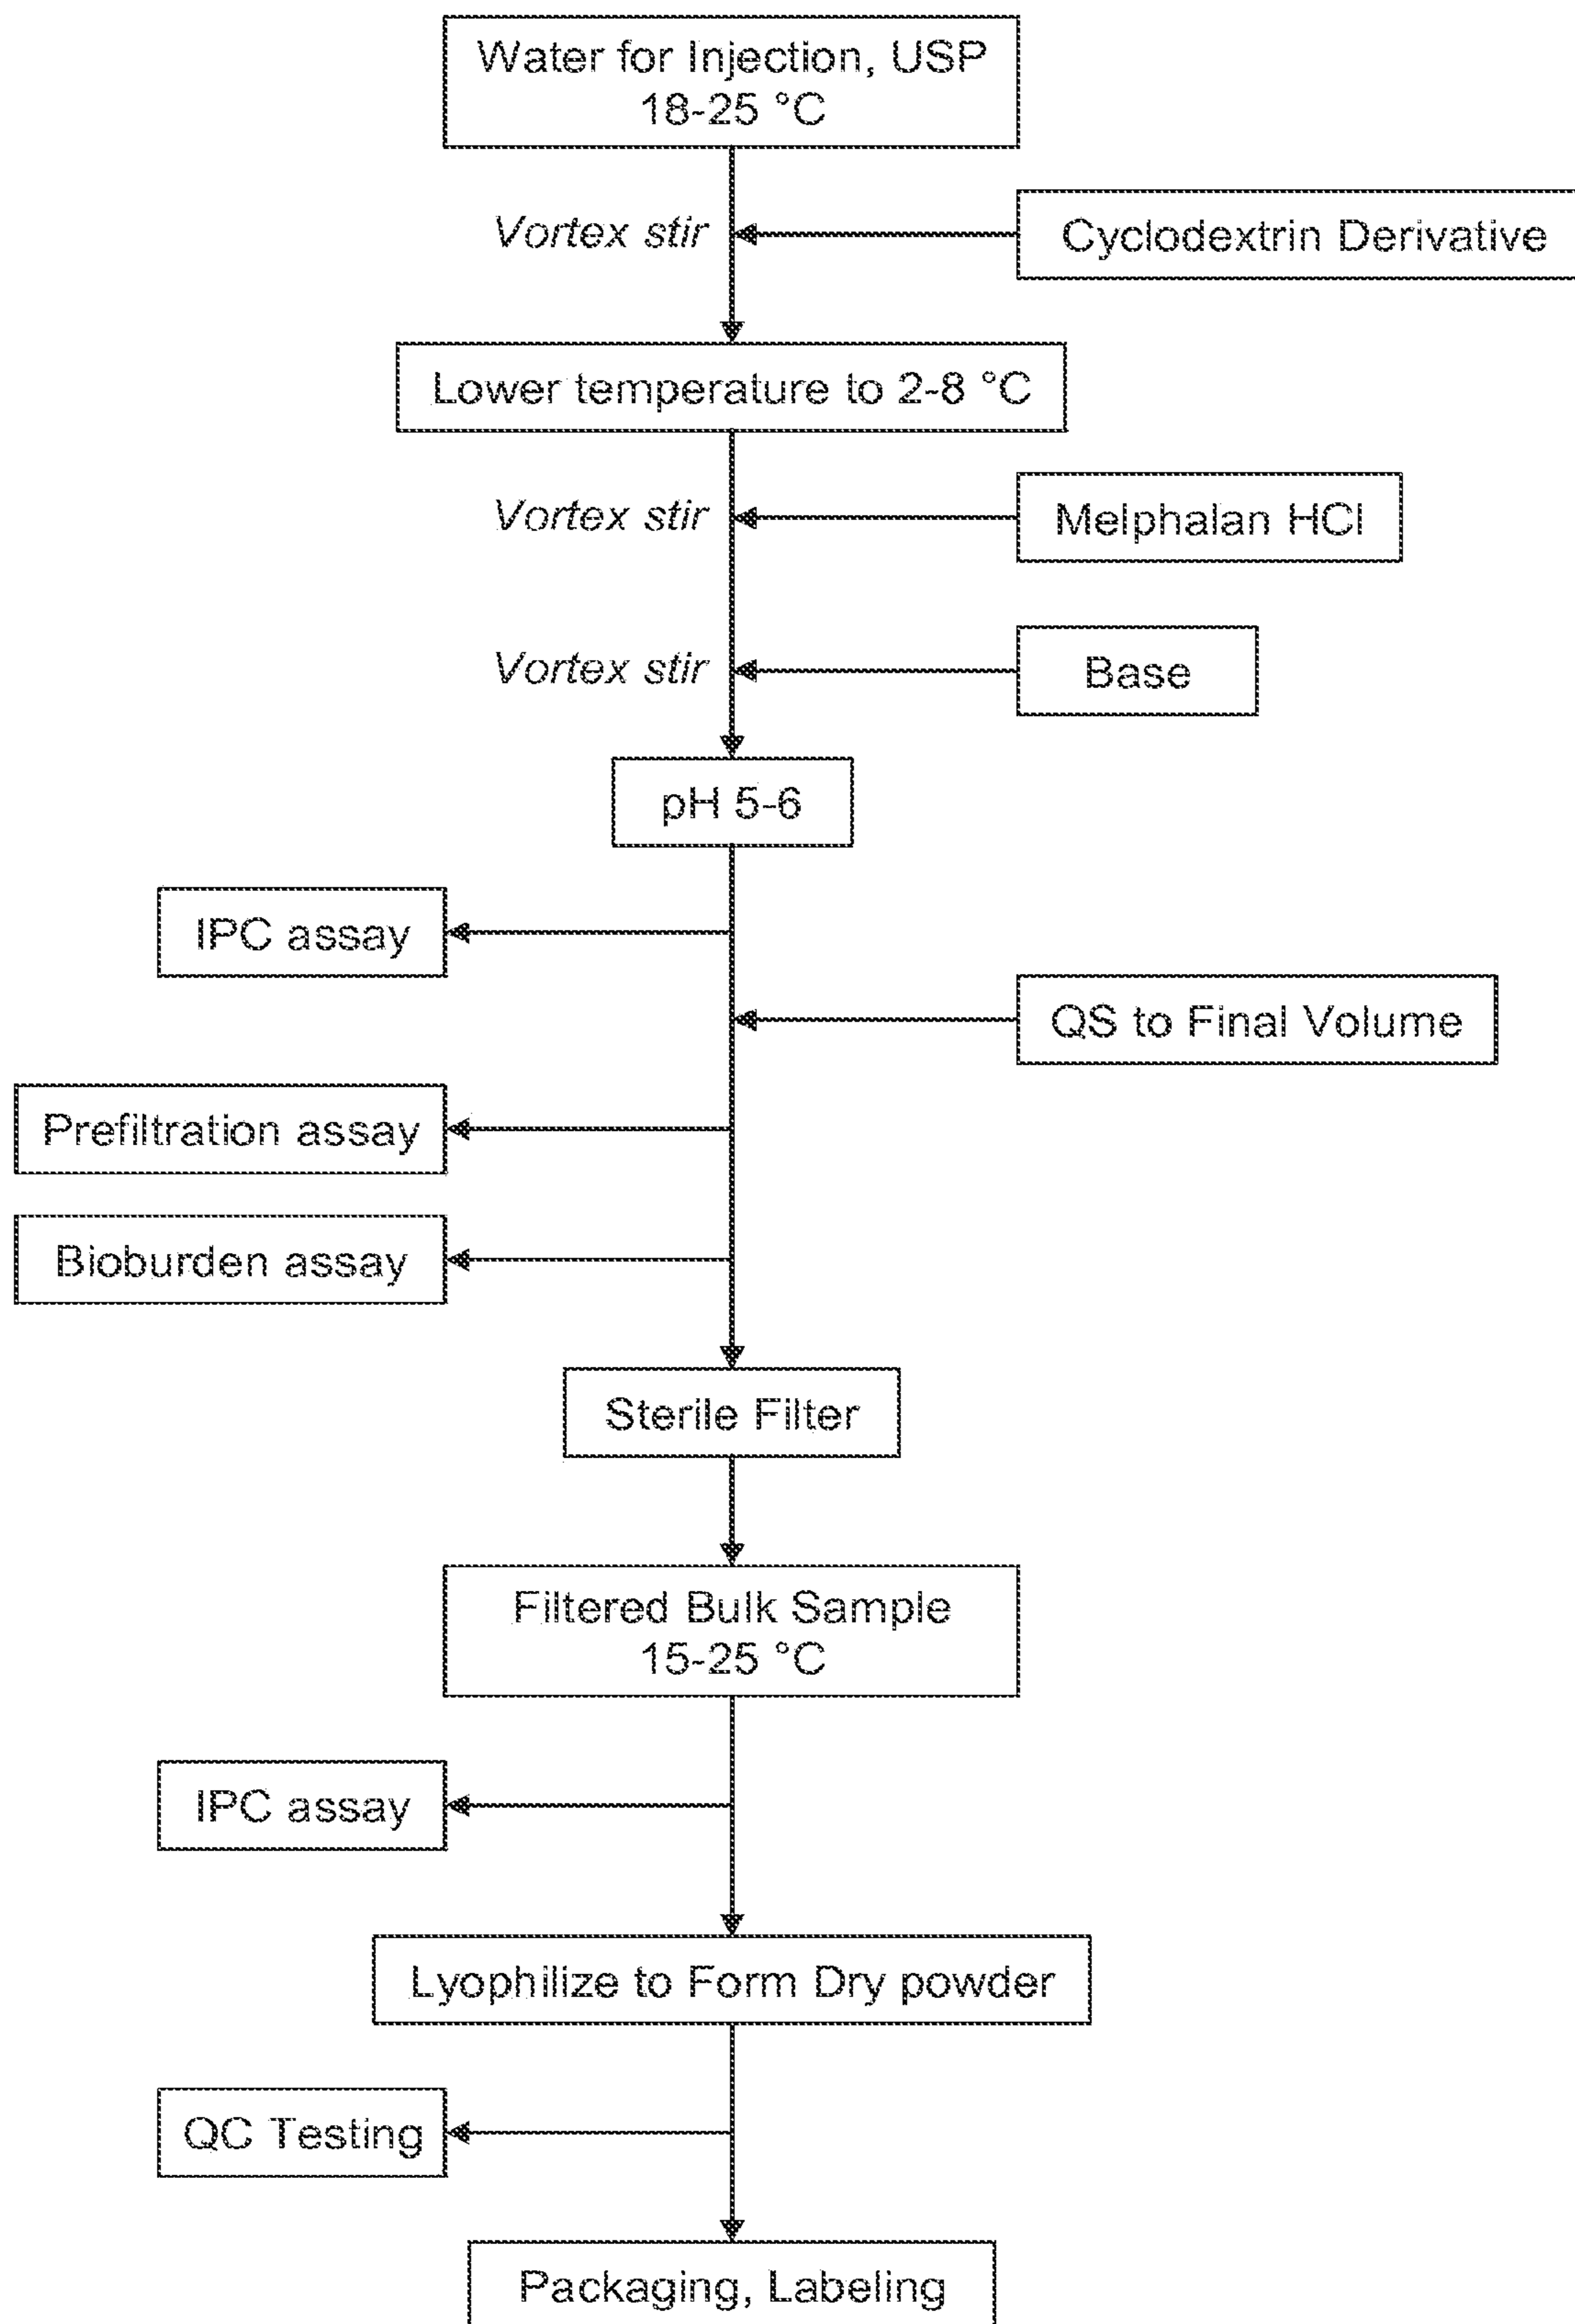 Water for Injection, USP
18-25 °C
Vortex stir
Cyclodextrin Derivative
Lower temperature to 2-8 °C
Vortex stir
Melphalan HCl
Vortex stir
Base
pH 5-6
IPC assay
QS to Final Volume
Prefiltration assay
Bioburden assay
Sterile Filter
Filtered Bulk Sample
15-25 °C
IPC assay
Lyophilize to Form Dry powder
QC Testing
Packaging, Labeling